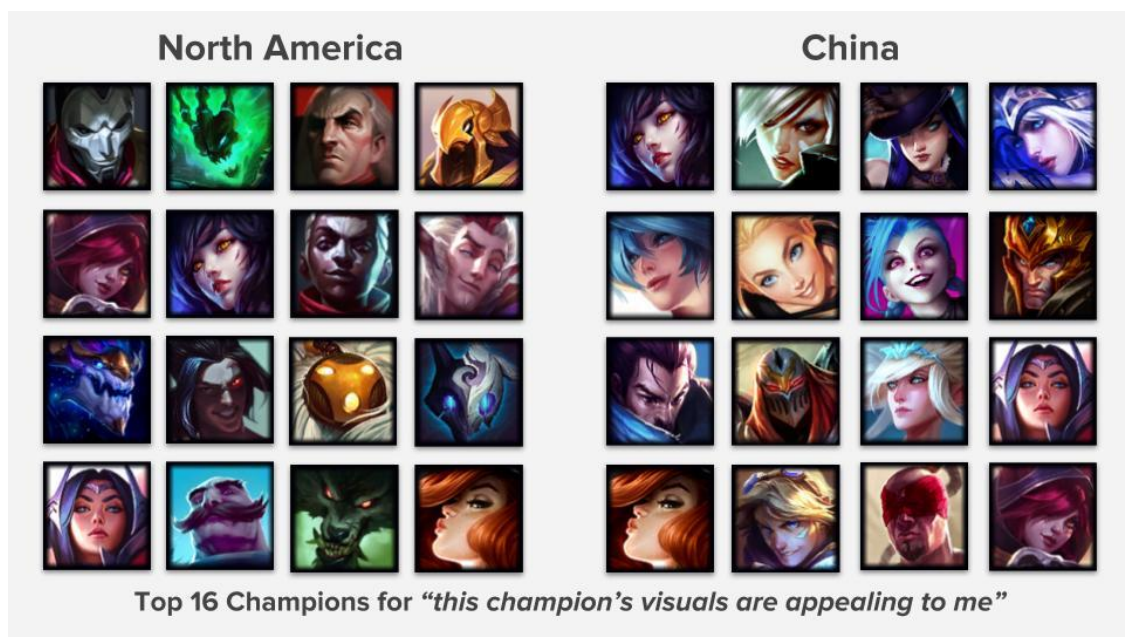 North America
China
Top 16 Champions for “this champion’s visuals are appealing to me”